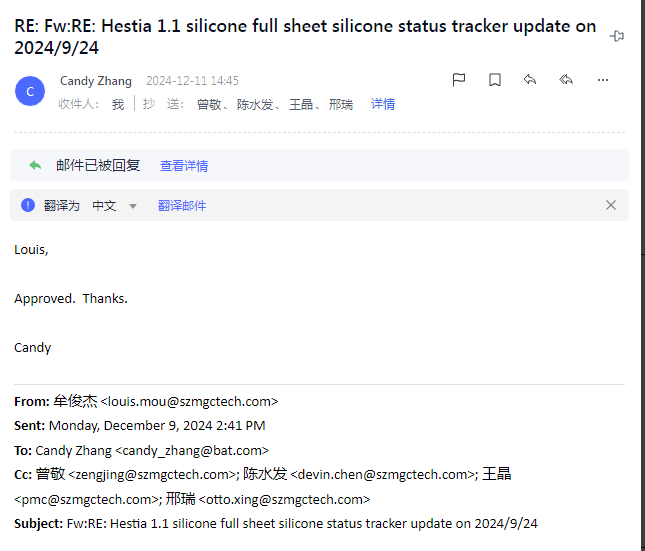 RE: Fw:RE: Hestia 1.1 silicone full sheet silicone status tracker update on
2024/9/24
C
Candy Zhang 2024-12-11 14:45
收件人: 我 | 抄 送: 曾敬、陈水发、王晶、邢瑞 详情
邮件已被回复 查看详情
翻译为 中文 翻译邮件
Louis,
Approved. Thanks.
Candy
From: 牟俊杰 <louis.mou@szmgctech.com>
Sent: Monday, December 9, 2024 2:41 PM
To: Candy Zhang <candy_zhang@bat.com>
Cc: 曾敬 <zengjing@szmgctech.com>; 陈水发 <devin.chen@szmgctech.com>; 王晶
<pmc@szmgctech.com>; 邢瑞 <otto.xing@szmgctech.com>
Subject: Fw:RE: Hestia 1.1 silicone full sheet silicone status tracker update on 2024/9/24